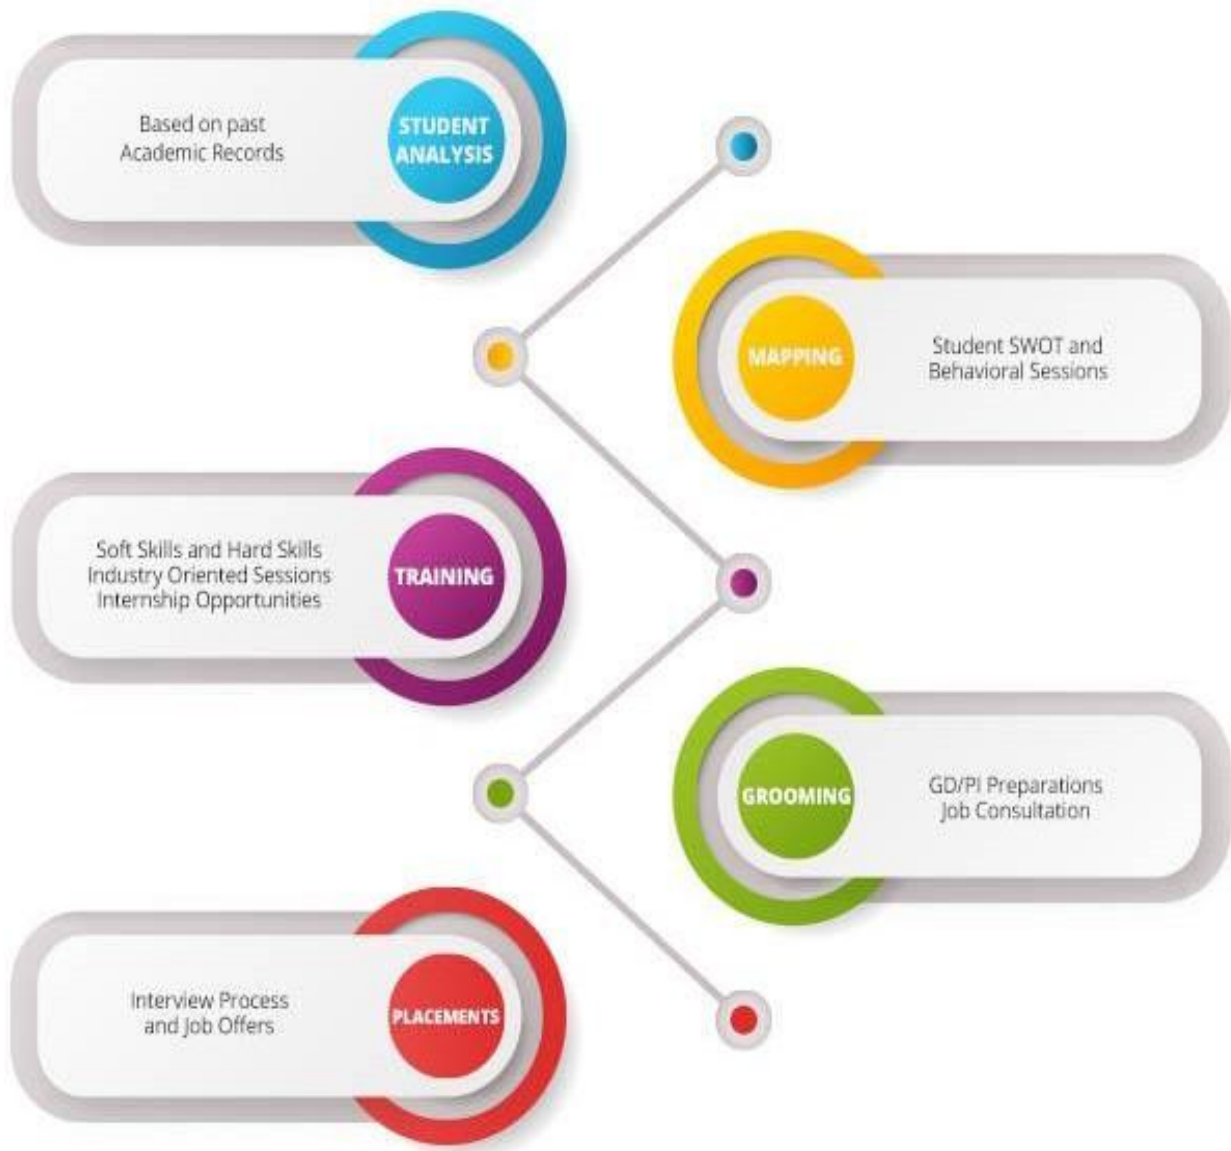 Based on past
Academic Records
STUDENT
ANALYSIS
MAPPING
Student SWOT and
Behavioral Sessions
Soft Skills and Hard Skills
Industry Oriented Sessions
Internship Opportunities
TRAINING
GROOMING
GD/PI Preparations
Job Consultation
Interview Process
and Job Offers
PLACEMENTS